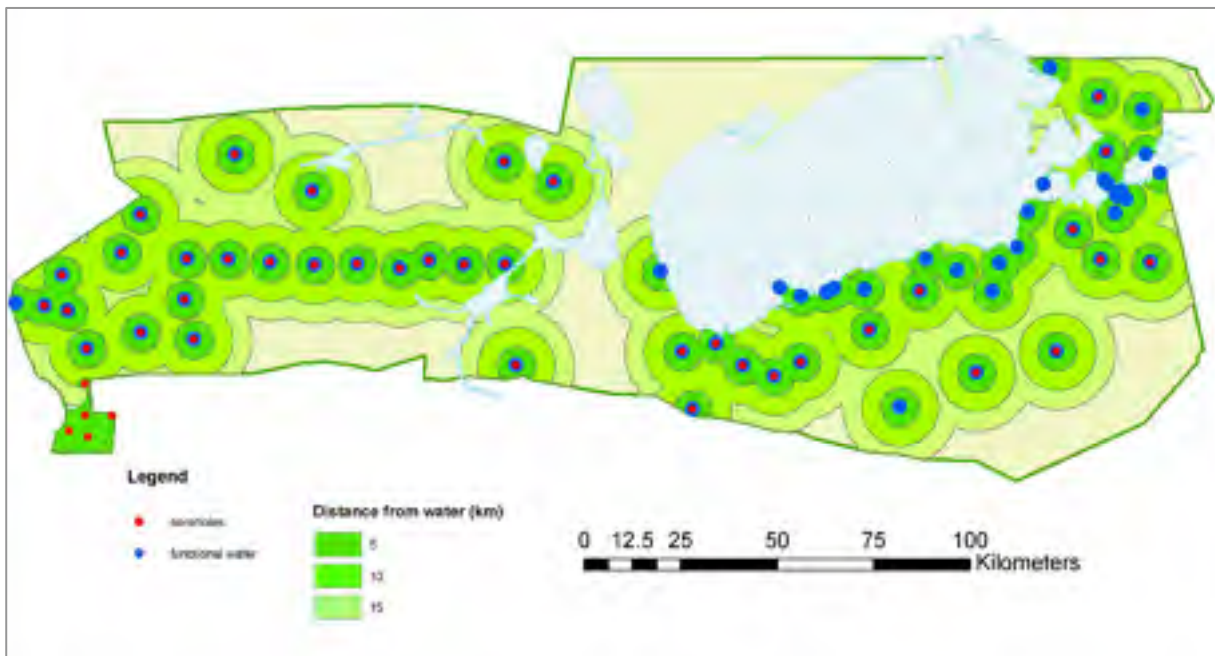 Legend
boreholes
functional water
Distance from water (km)
5
10
15
0 12.5 25 50 75 100
Kilometers